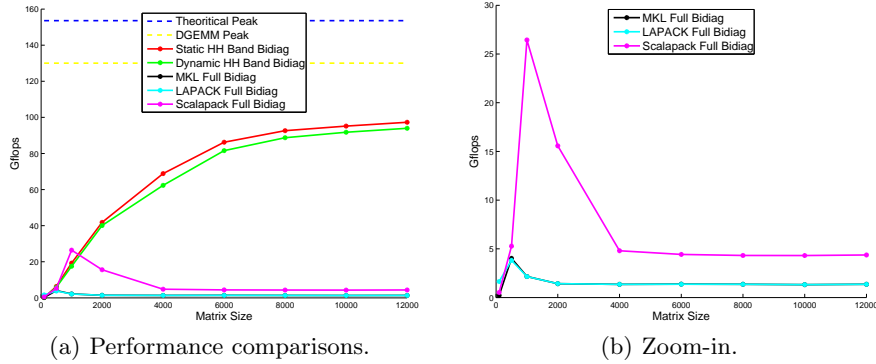 160
140
120
100
80
60
40
20
0
Gflops
Theoritical Peak
DGEMM Peak
Static HH Band Bidiag
Dynamic HH Band Bidiag
MKL Full Bidiag
LAPACK Full Bidiag
Scalapack Full Bidiag
0 2000 4000 6000 8000 10000 12000
Matrix Size
(a) Performance comparisons.
30
25
20
15
10
5
0
Gflops
MKL Full Bidiag
LAPACK Full Bidiag
Scalapack Full Bidiag
0 2000 4000 6000 8000 10000 12000
Matrix Size
(b) Zoom-in.